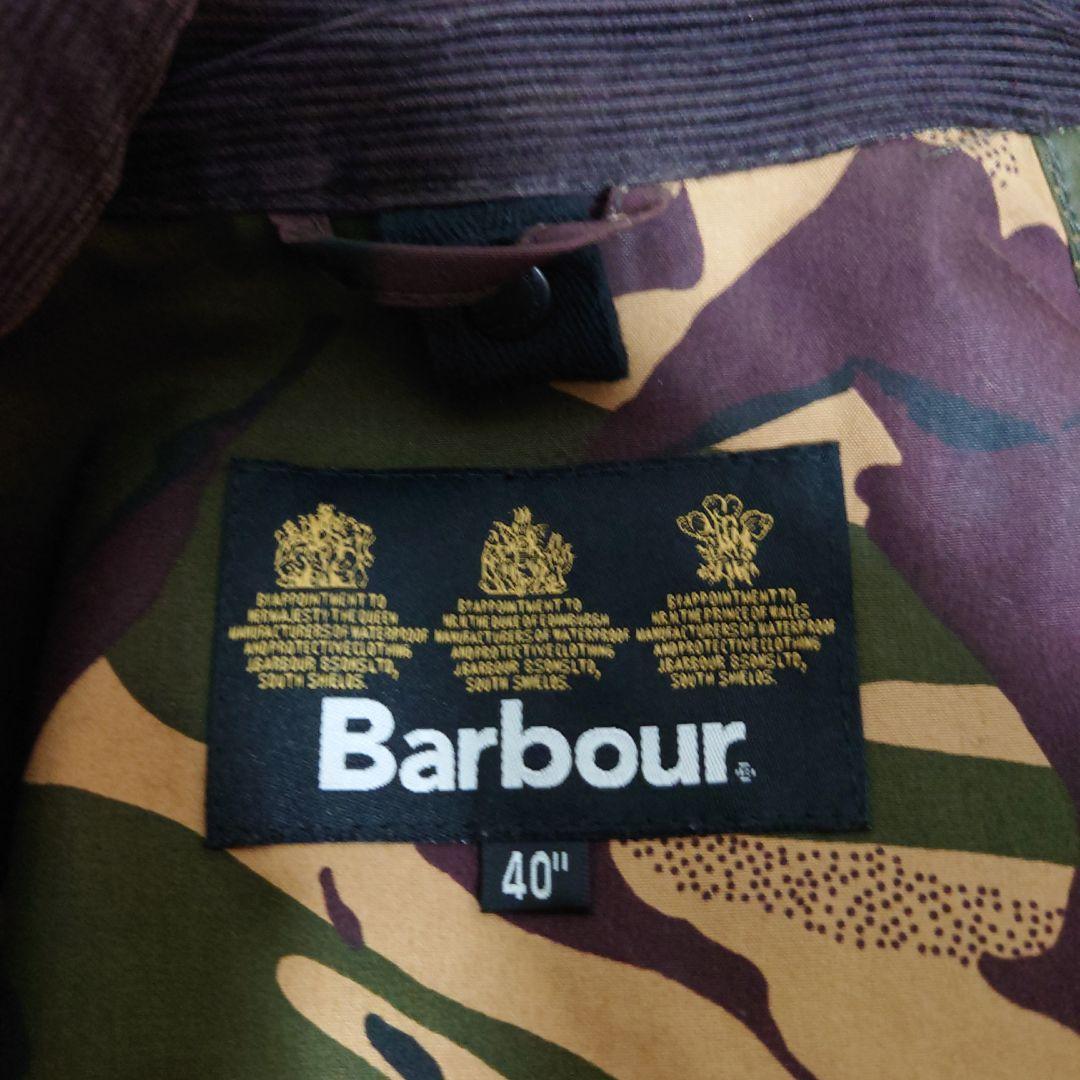 BY APPOINTMENT TO
HER MAJESTY THE QUEEN
MANUFACTURERS OF WATERPROOF
AND PROTECTIVE CLOTHING
J.BARBOUR & SONS LTD,
SOUTH SHIELDS.
BY APPOINTMENT TO
H.R.H. THE DUKE OF EDINBURGH
MANUFACTURERS OF WATERPROOF
AND PROTECTIVE CLOTHING
J.BARBOUR & SONS LTD,
SOUTH SHIELDS.
BY APPOINTMENT TO
H.R.H. THE PRINCE OF WALES
MANUFACTURERS OF WATERPROOF
AND PROTECTIVE CLOTHING
J.BARBOUR & SONS LTD,
SOUTH SHIELDS.
Barbour
40"